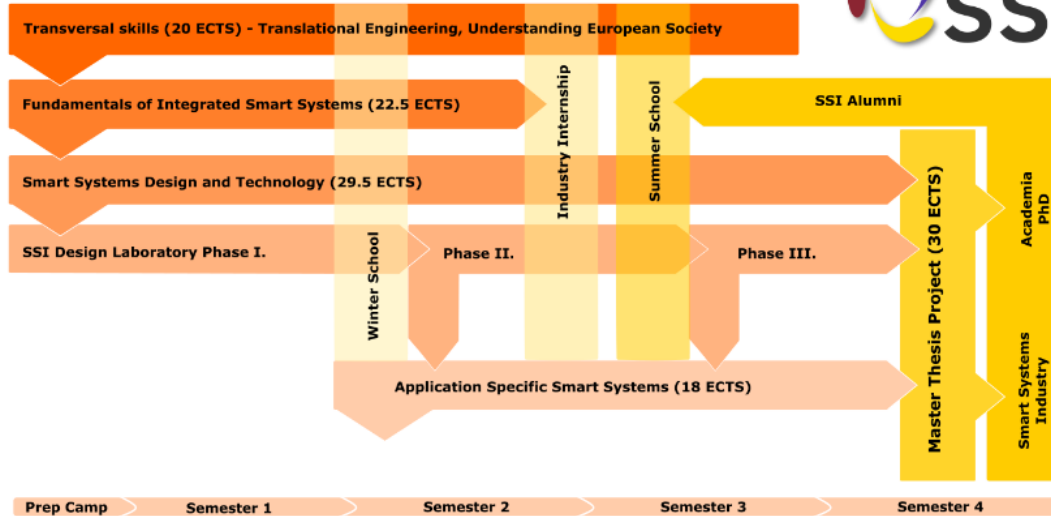 SS
Transversal skills (20 ECTS) - Translational Engineering, Understanding European Society
Fundamentals of Integrated Smart Systems (22.5 ECTS)
SSI Alumni
Industry Internship
Summer School
Smart Systems Design and Technology (29.5 ECTS)
SSI Design Laboratory Phase I.
Winter School
Phase II.
Phase III.
Master Thesis Project (30 ECTS)
Academia
PhD
Application Specific Smart Systems (18 ECTS)
Smart Systems
Industry
Prep Camp
Semester 1
Semester 2
Semester 3
Semester 4